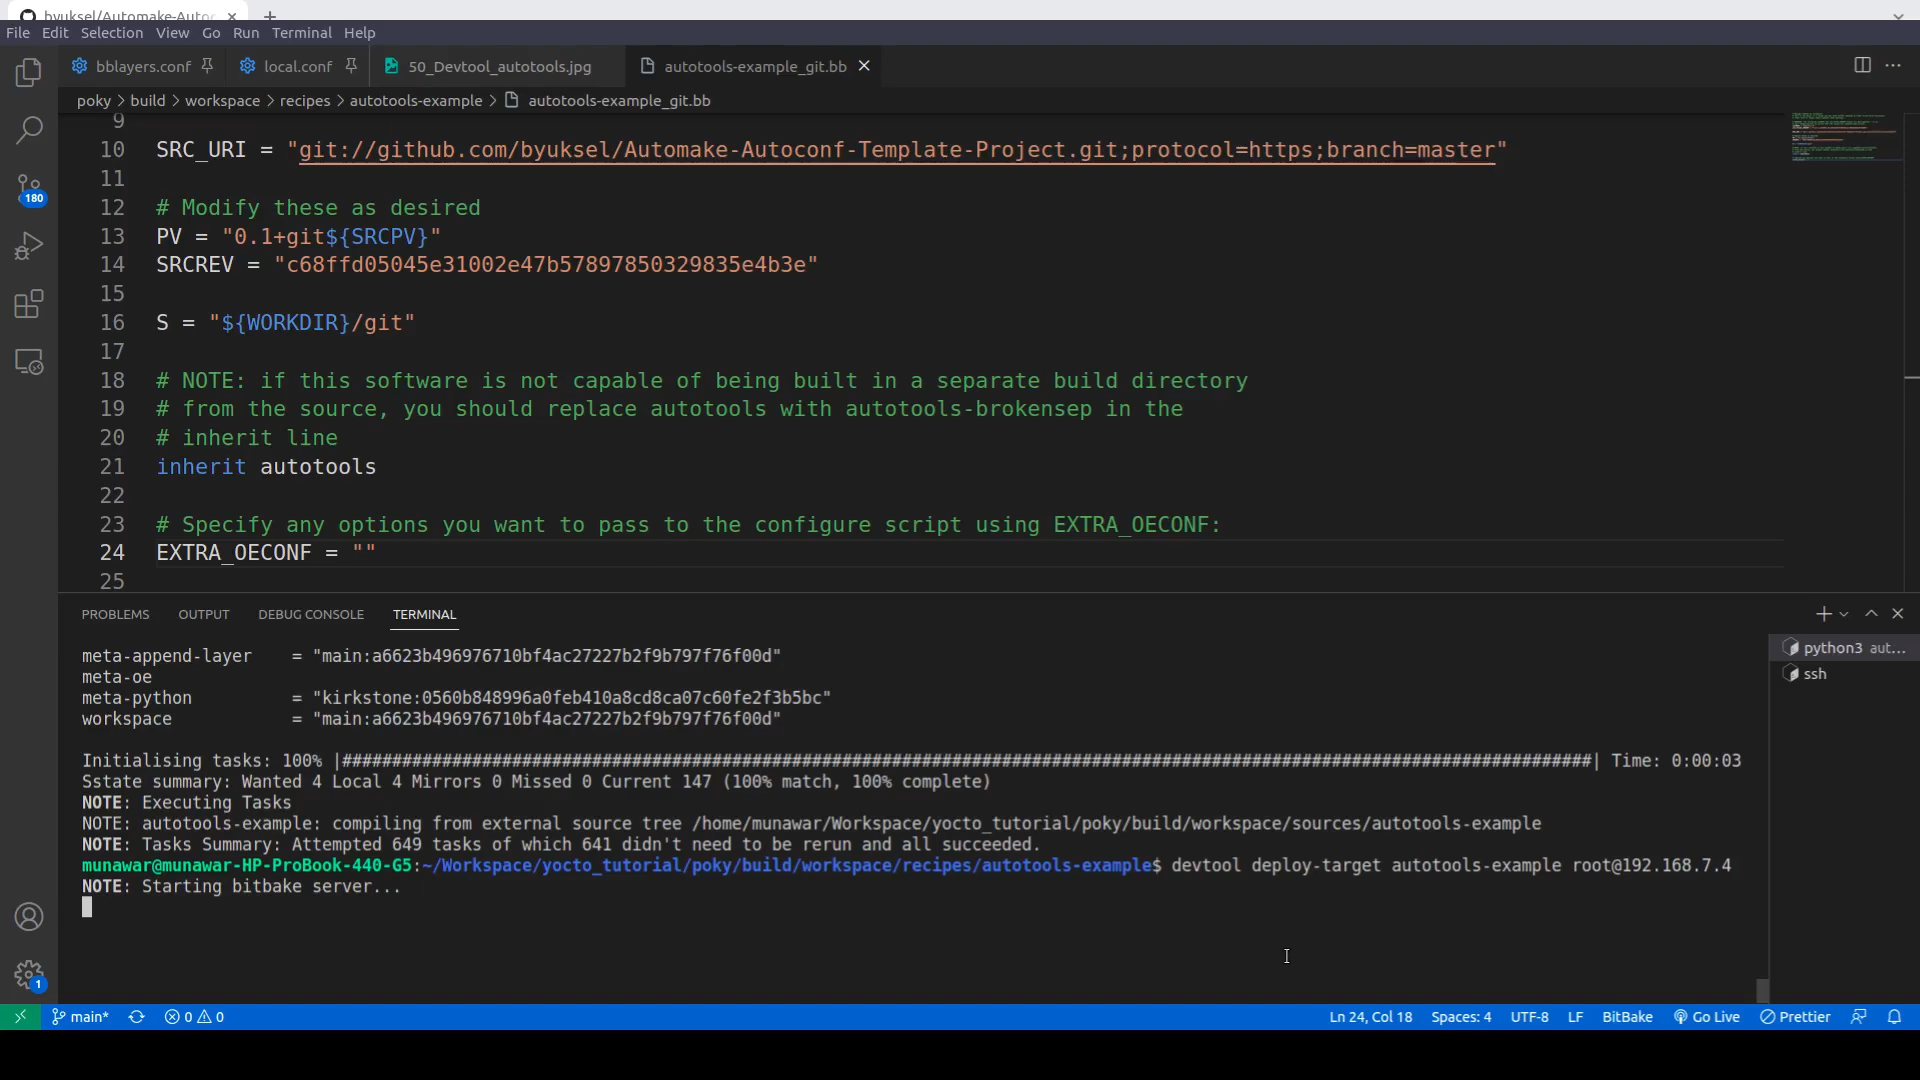 byuksel/Automake-Autoc
File Edit Selection View Go Run Terminal Help
bblayers.conf local.conf 50_Devtool_autotools.jpg autotools-example_git.bb
poky > build > workspace > recipes > autotools-example > autotools-example_git.bb
9
10 SRC_URI = "git://github.com/byuksel/Automake-Autoconf-Template-Project.git;protocol=https;branch=master"
11
12 # Modify these as desired
13 PV = "0.1+git${SRCPV}"
14 SRCREV = "c68ffd05045e31002e47b57897850329835e4b3e"
15
16 S = "${WORKDIR}/git"
17
18 # NOTE: if this software is not capable of being built in a separate build directory
19 # from the source, you should replace autotools with autotools-brokensep in the
20 # inherit line
21 inherit autotools
22
23 # Specify any options you want to pass to the configure script using EXTRA_OECONF:
24 EXTRA_OECONF = ""
25
180
PROBLEMS OUTPUT DEBUG CONSOLE TERMINAL
meta-append-layer = "main:a6623b496976710bf4ac27227b2f9b797f76f00d"
meta-oe
meta-python = "kirkstone:0560b848996a0feb410a8cd8ca07c60fe2f3b5bc"
workspace = "main:a6623b496976710bf4ac27227b2f9b797f76f00d"
Initialising tasks: 100% |#############################################################################################################################| Time: 0:00:03
Sstate summary: Wanted 4 Local 4 Mirrors 0 Missed 0 Current 147 (100% match, 100% complete)
NOTE: Executing Tasks
NOTE: autotools-example: compiling from external source tree /home/munawar/Workspace/yocto_tutorial/poky/build/workspace/sources/autotools-example
NOTE: Tasks Summary: Attempted 649 tasks of which 641 didn't need to be rerun and all succeeded.
munawar@munawar-HP-ProBook-440-G5:~/Workspace/yocto_tutorial/poky/build/workspace/recipes/autotools-example$ devtool deploy-target autotools-example root@192.168.7.4
NOTE: Starting bitbake server...
python3 aut...
ssh
1
main* 0 0 Ln 24, Col 18 Spaces: 4 UTF-8 LF BitBake Go Live Prettier